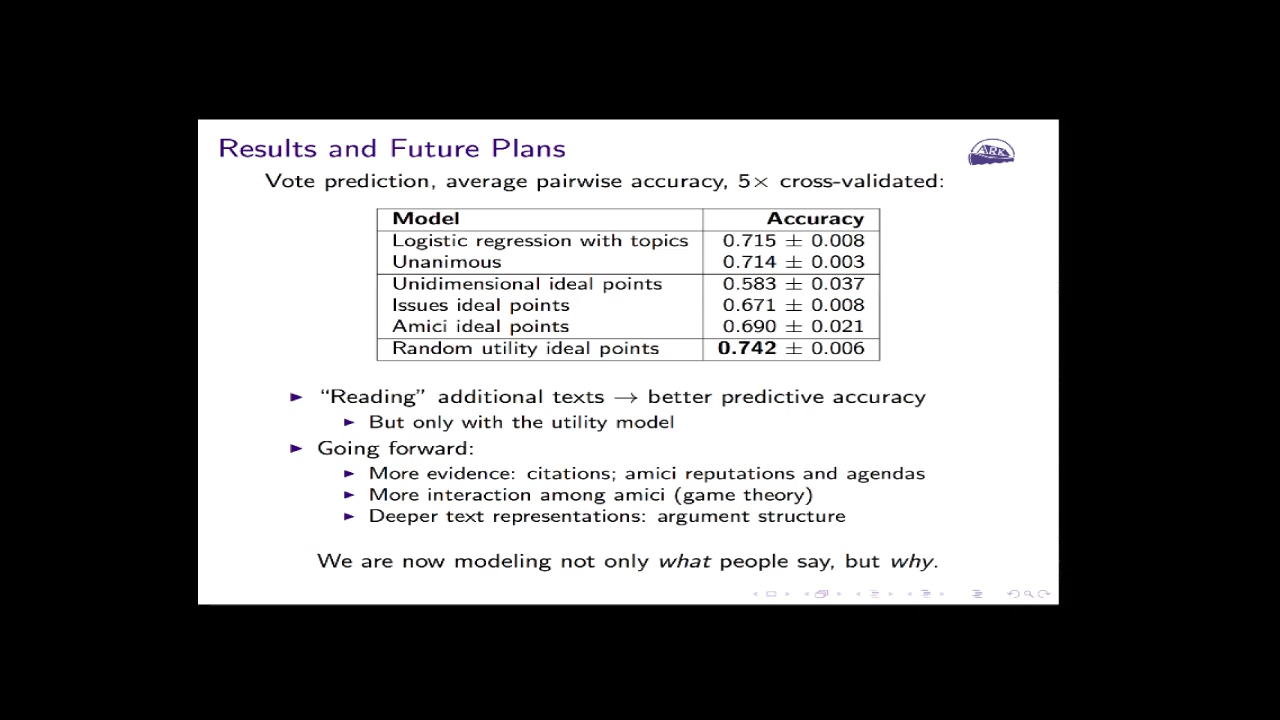 Results and Future Plans
ARK
Vote prediction, average pairwise accuracy, 5× cross-validated:
Model Accuracy
Logistic regression with topics 0.715 ± 0.008
Unanimous 0.714 ± 0.003
Unidimensional ideal points 0.583 ± 0.037
Issues ideal points 0.671 ± 0.008
Amici ideal points 0.690 ± 0.021
Random utility ideal points 0.742 ± 0.006
► “Reading” additional texts → better predictive accuracy
► But only with the utility model
► Going forward:
► More evidence: citations; amici reputations and agendas
► More interaction among amici (game theory)
► Deeper text representations: argument structure
We are now modeling not only what people say, but why.